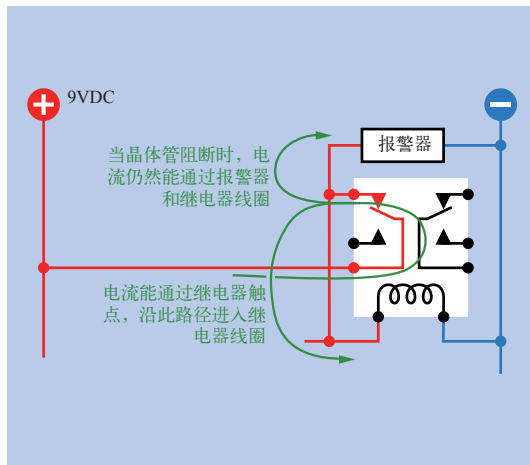 9VDC
报警器
当晶体管阻断时，电
流仍然能通过报警器
和继电器线圈
电流能通过继电器触
点，沿此路径进入继
电器线圈